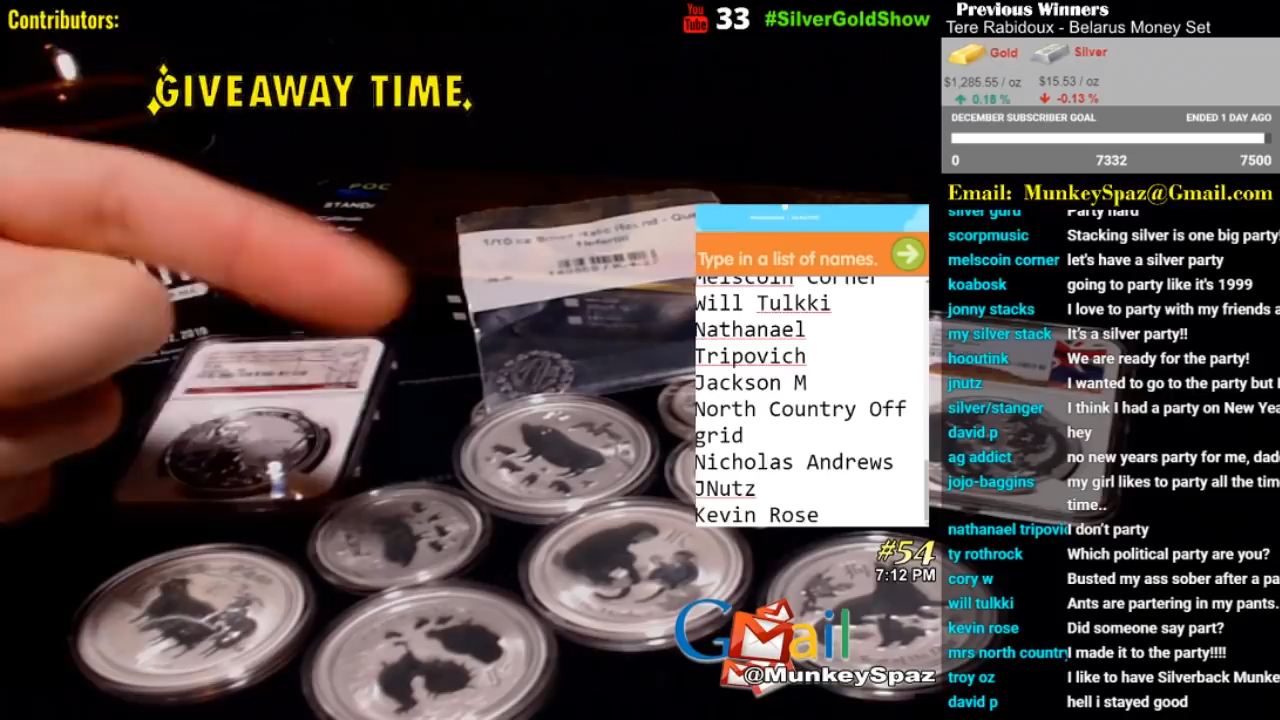 Contributors:
GIVEAWAY TIME
You
Tube
33
#SilverGoldShow
Previous Winners
Tere Rabidoux - Belarus Money Set
Gold
Silver
$1,285.55 / oz
$15.53 / oz
0.18 %
-0.13 %
DECEMBER SUBSCRIBER GOAL
ENDED 1 DAY AGO
0
7332
7500
Email: MunkeySpaz@Gmail.com
silver guru Party hard
scorpmusic Stacking silver is one big party!
melscoin corner let's have a silver party
koabosk going to party like it's 1999
jonny stacks I love to party with my friends a
my silver stack It's a silver party!!
hooutink We are ready for the party!
jnutz I wanted to go to the party but I
silver/stanger I think I had a party on New Yea
david p hey
ag addict no new years party for me, dad
jojo-baggins my girl likes to party all the tim
time..
nathanael tripovic I don't party
ty rothrock Which political party are you?
cory w Busted my ass sober after a pa
will tulkki Ants are partering in my pants.
kevin rose Did someone say part?
mrs north country I made it to the party!!!!
troy oz I like to have Silverback Munke
david p hell i stayed good
Type in a list of names.
Melscoin Corner
Will Tulkki
Nathanael
Tripovich
Jackson M
North Country Off
grid
Nicholas Andrews
JNutz
Kevin Rose
#54
7:12 PM
Gmail
@MunkeySpaz